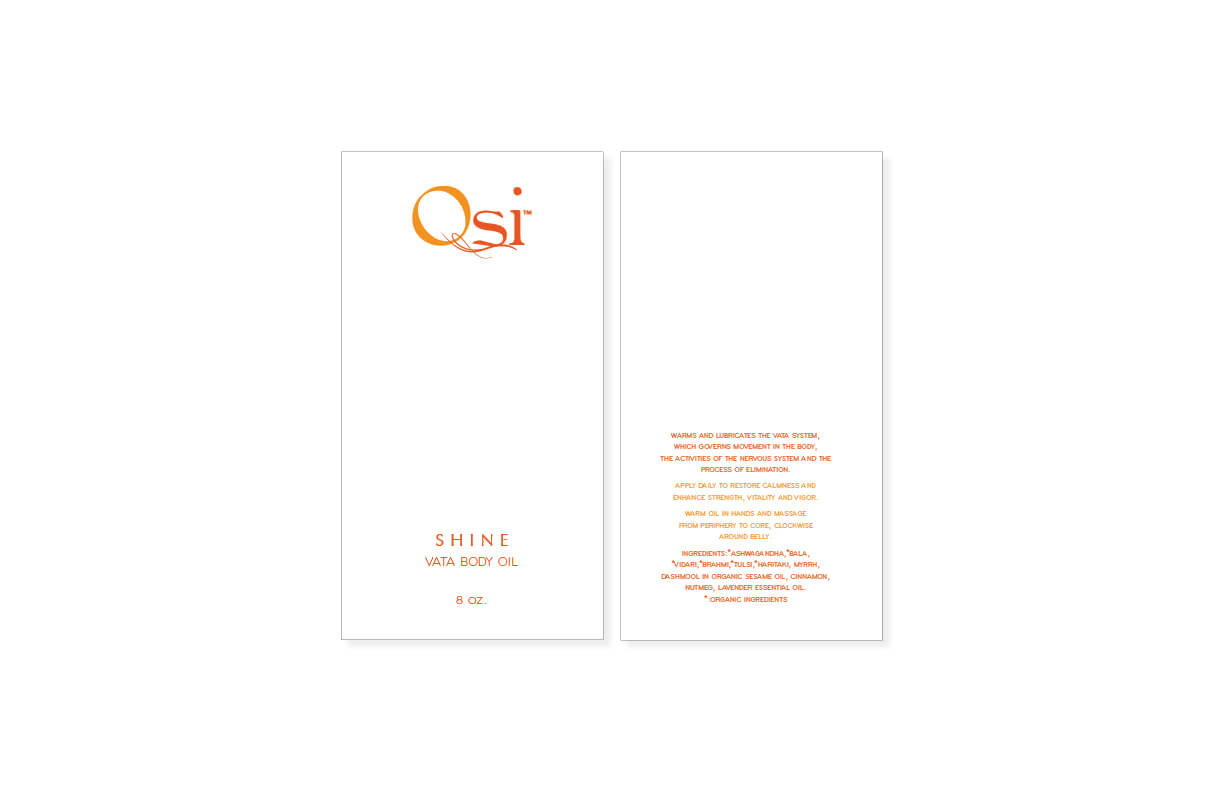 Qsi™
SHINE
VATA BODY OIL
8 OZ.
WARMS AND LUBRICATES THE VATA SYSTEM,
WHICH GOVERNS MOVEMENT IN THE BODY,
THE ACTIVITIES OF THE NERVOUS SYSTEM AND THE
PROCESS OF ELIMINATION.
APPLY DAILY TO RESTORE CALMNESS AND
ENHANCE STRENGTH, VITALITY AND VIGOR.
WARM OIL IN HANDS AND MASSAGE
FROM PERIPHERY TO CORE, CLOCKWISE
AROUND BELLY
INGREDIENTS:*ASHWAGANDHA,*BALA,
*VIDARI,*BRAHMI,*TULSI,*HARITAKI, MYRRH,
DASHMOOL IN ORGANIC SESAME OIL, CINNAMON,
NUTMEG, LAVENDER ESSENTIAL OIL.
* :ORGANIC INGREDIENTS